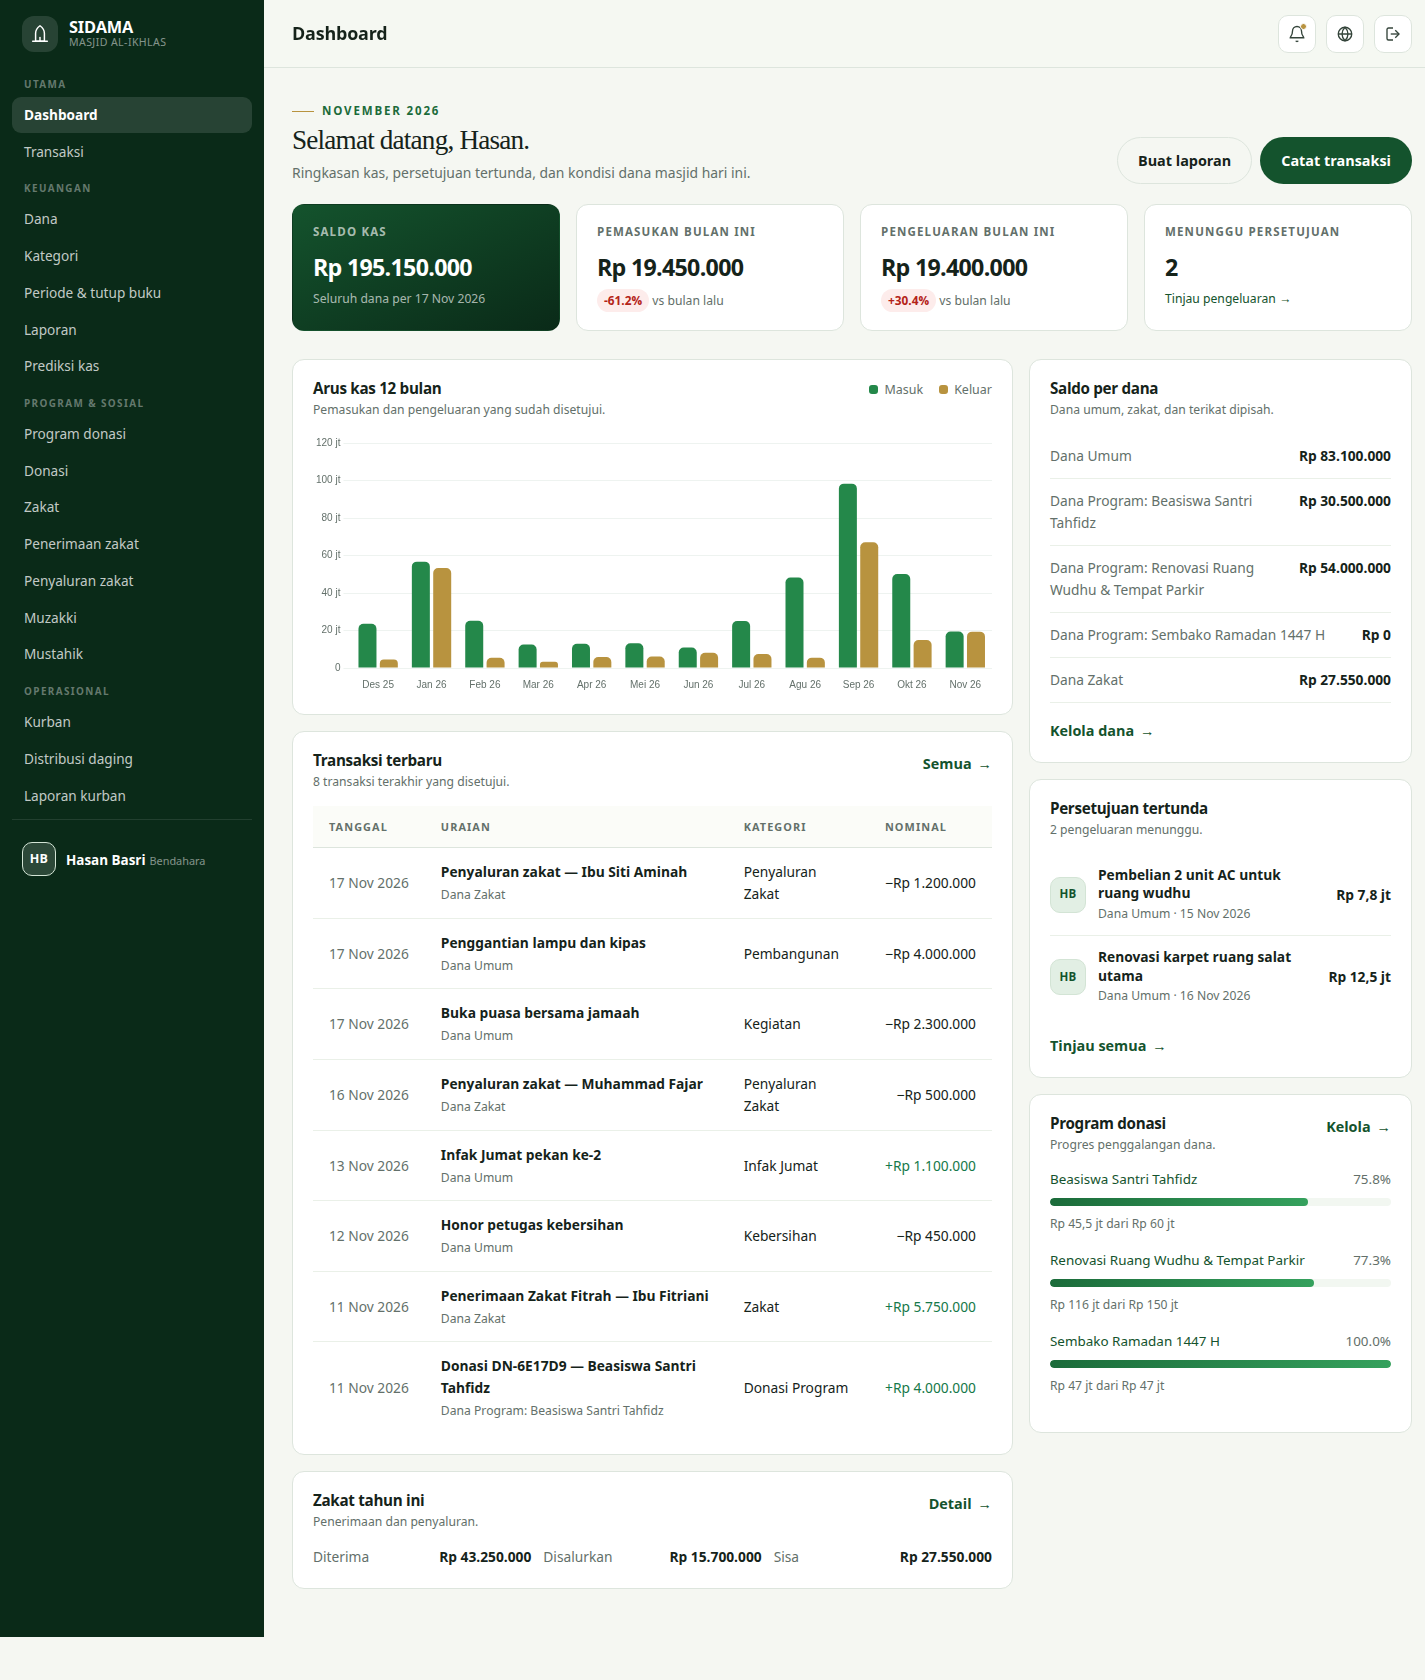 SIDAMA
MASJID AL-IKHLAS
UTAMA
Dashboard
Transaksi
KEUANGAN
Dana
Kategori
Periode & tutup buku
Laporan
Prediksi kas
PROGRAM & SOSIAL
Program donasi
Donasi
Zakat
Penerimaan zakat
Penyaluran zakat
Muzakki
Mustahik
OPERASIONAL
Kurban
Distribusi daging
Laporan kurban
HB Hasan Basri Bendahara
Dashboard
NOVEMBER 2026
Selamat datang, Hasan.
Ringkasan kas, persetujuan tertunda, dan kondisi dana masjid hari ini.
Buat laporan
Catat transaksi
SALDO KAS
Rp 195.150.000
Seluruh dana per 17 Nov 2026
PEMASUKAN BULAN INI
Rp 19.450.000
-61.2% vs bulan lalu
PENGELUARAN BULAN INI
Rp 19.400.000
+30.4% vs bulan lalu
MENUNGGU PERSETUJUAN
2
Tinjau pengeluaran →
Arus kas 12 bulan
Pemasukan dan pengeluaran yang sudah disetujui.
Masuk Keluar
120 jt
100 jt
80 jt
60 jt
40 jt
20 jt
0
Des 25 Jan 26 Feb 26 Mar 26 Apr 26 Mei 26 Jun 26 Jul 26 Agu 26 Sep 26 Okt 26 Nov 26
Transaksi terbaru
8 transaksi terakhir yang disetujui.
Semua →
TANGGAL URAIAN KATEGORI NOMINAL
17 Nov 2026 Penyaluran zakat — Ibu Siti Aminah Penyaluran Zakat −Rp 1.200.000
Dana Zakat
17 Nov 2026 Penggantian lampu dan kipas Pembangunan −Rp 4.000.000
Dana Umum
17 Nov 2026 Buka puasa bersama jamaah Kegiatan −Rp 2.300.000
Dana Umum
16 Nov 2026 Penyaluran zakat — Muhammad Fajar Penyaluran Zakat −Rp 500.000
Dana Zakat
13 Nov 2026 Infak Jumat pekan ke-2 Infak Jumat +Rp 1.100.000
Dana Umum
12 Nov 2026 Honor petugas kebersihan Kebersihan −Rp 450.000
Dana Umum
11 Nov 2026 Penerimaan Zakat Fitrah — Ibu Fitriani Zakat +Rp 5.750.000
Dana Zakat
11 Nov 2026 Donasi DN-6E17D9 — Beasiswa Santri Tahfidz Donasi Program +Rp 4.000.000
Dana Program: Beasiswa Santri Tahfidz
Zakat tahun ini
Penerimaan dan penyaluran.
Detail →
Diterima Rp 43.250.000 Disalurkan Rp 15.700.000 Sisa Rp 27.550.000
Saldo per dana
Dana umum, zakat, dan terikat dipisah.
Dana Umum Rp 83.100.000
Dana Program: Beasiswa Santri Rp 30.500.000
Tahfidz
Dana Program: Renovasi Ruang Rp 54.000.000
Wudhu & Tempat Parkir
Dana Program: Sembako Ramadan 1447 H Rp 0
Dana Zakat Rp 27.550.000
Kelola dana →
Persetujuan tertunda
2 pengeluaran menunggu.
HB Pembelian 2 unit AC untuk
ruang wudhu Rp 7,8 jt
Dana Umum · 15 Nov 2026
HB Renovasi karpet ruang salat
utama Rp 12,5 jt
Dana Umum · 16 Nov 2026
Tinjau semua →
Program donasi
Progres penggalangan dana.
Kelola →
Beasiswa Santri Tahfidz 75.8%
Rp 45,5 jt dari Rp 60 jt
Renovasi Ruang Wudhu & Tempat Parkir 77.3%
Rp 116 jt dari Rp 150 jt
Sembako Ramadan 1447 H 100.0%
Rp 47 jt dari Rp 47 jt